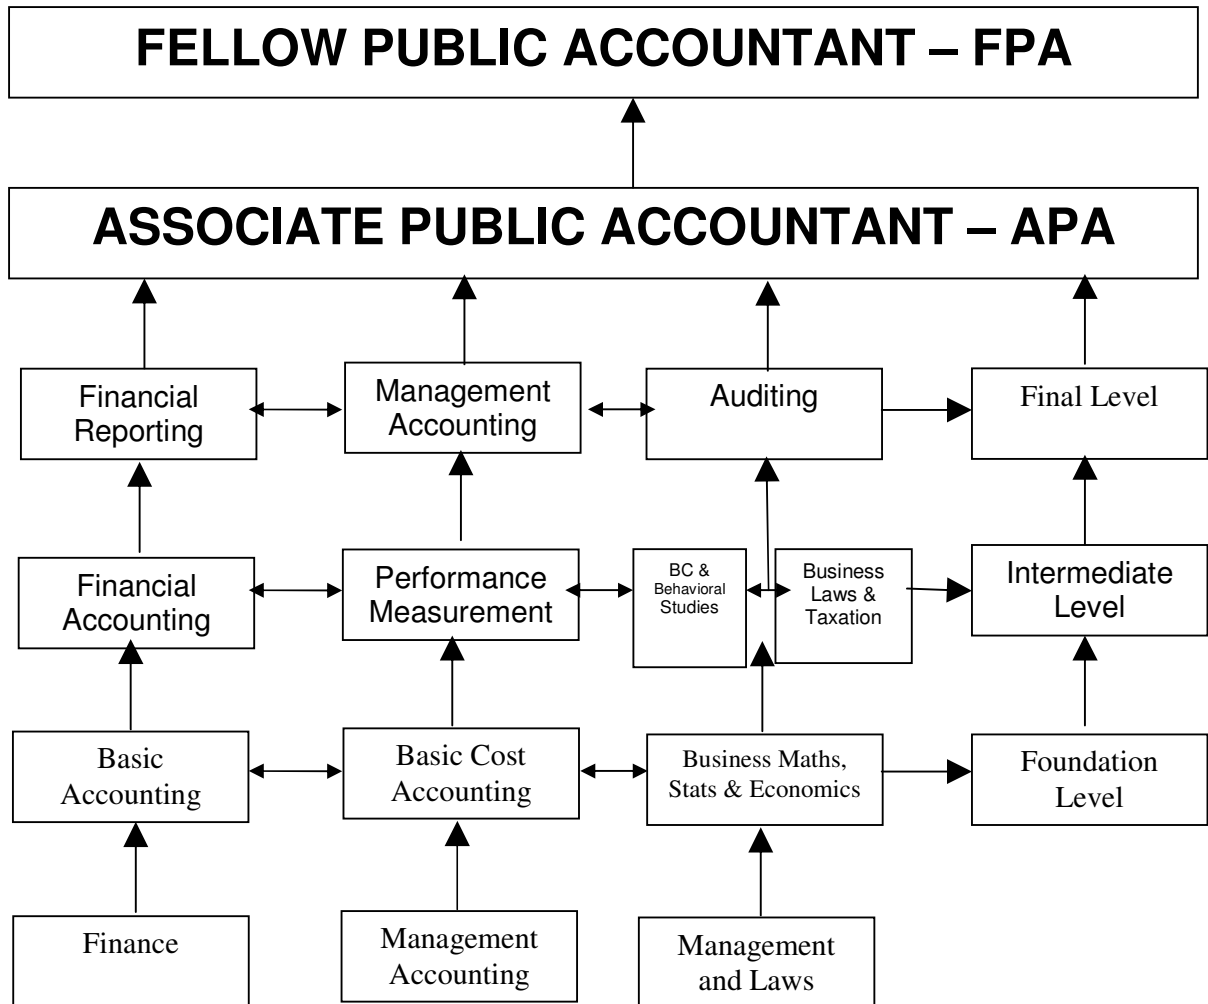 FELLOW PUBLIC ACCOUNTANT – FPA
ASSOCIATE PUBLIC ACCOUNTANT – APA
Financial
Reporting
Management
Accounting
Auditing
Final Level
Financial
Accounting
Performance
Measurement
BC &
Behavioral
Studies
Business
Laws &
Taxation
Intermediate
Level
Basic
Accounting
Basic Cost
Accounting
Business Maths,
Stats & Economics
Foundation
Level
Finance
Management
Accounting
Management
and Laws